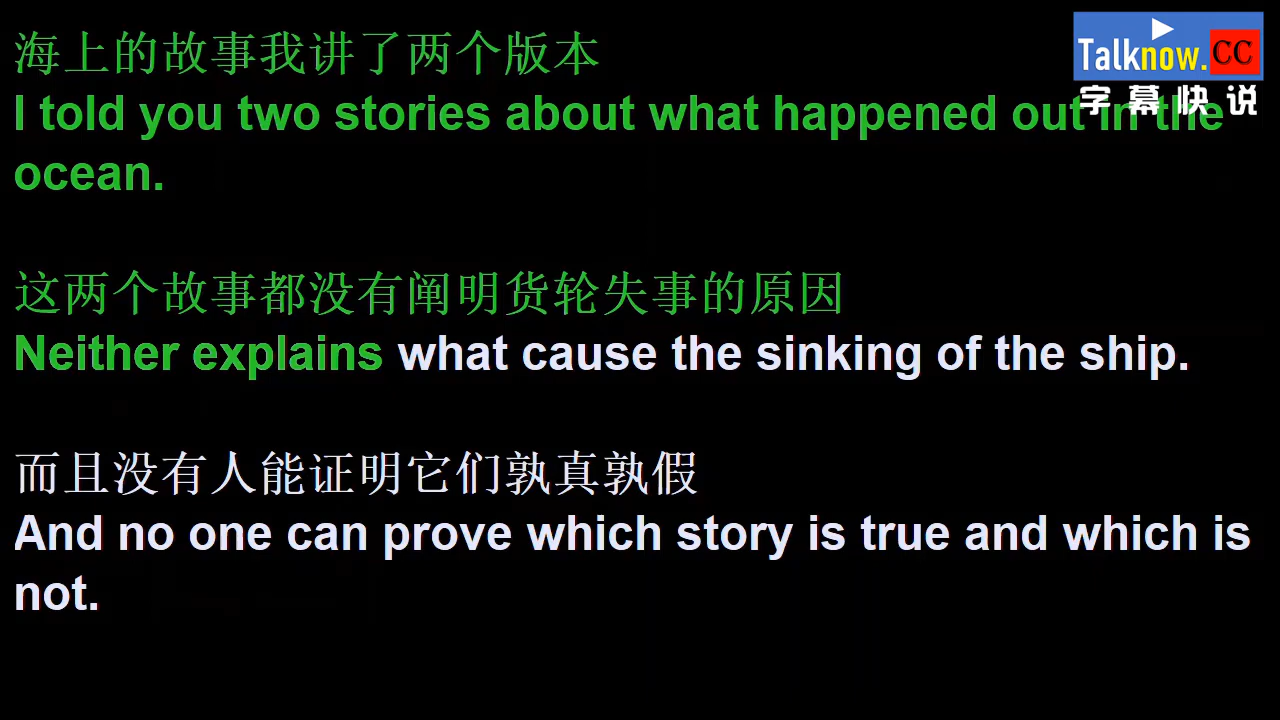 海上的故事我讲了两个版本
I told you two stories about what happened out in the
ocean.
Talknow.CC
字幕快说
这两个故事都没有阐明货轮失事的原因
Neither explains what cause the sinking of the ship.
而且没有人能证明它们孰真孰假
And no one can prove which story is true and which is
not.